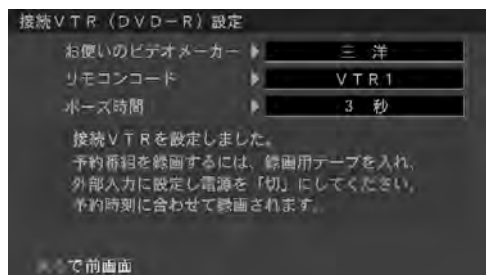 接続VTR(DVD-R)設定
お使いのビデオメーカー ▶ 三 洋
リモコンコード ▶ VTR1
ポーズ時間 ▶ 3 秒
接続VTRを設定しました。
予約番組を録画するには、録画用テープを入れ、
外部入力に設定し電源を「切」にしてください。
予約時刻に合わせて録画されます。
で前画面